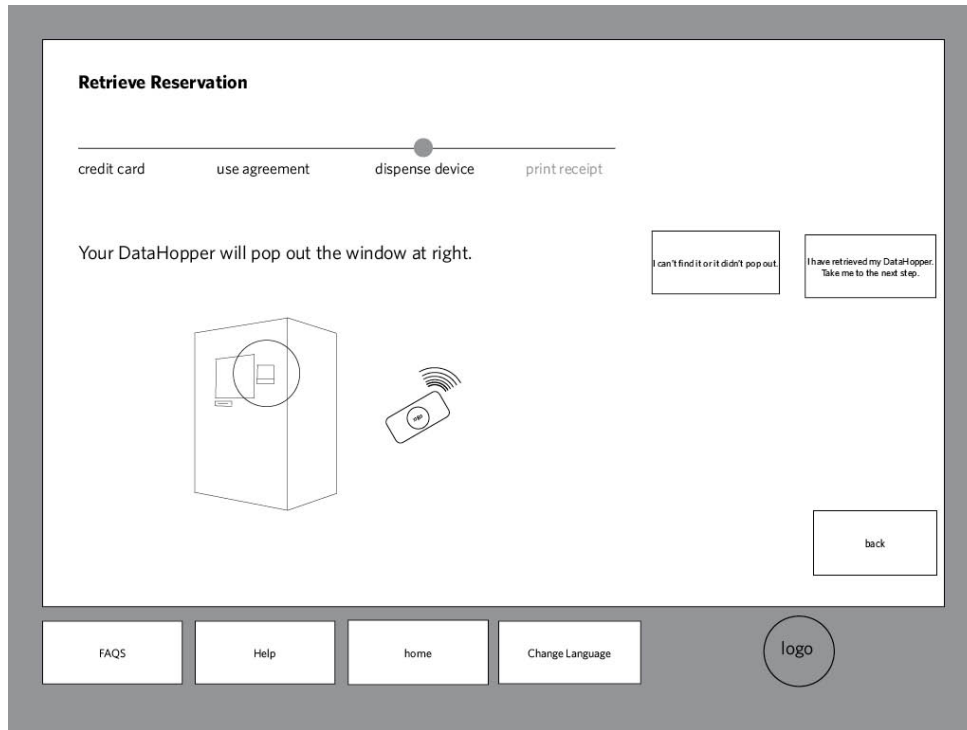 Retrieve Reservation
credit card use agreement dispense device print receipt
Your DataHopper will pop out the window at right.
I can't find it or it didn't pop out.
I have retrieved my DataHopper.
Take me to the next step.
back
FAQS Help home Change Language logo